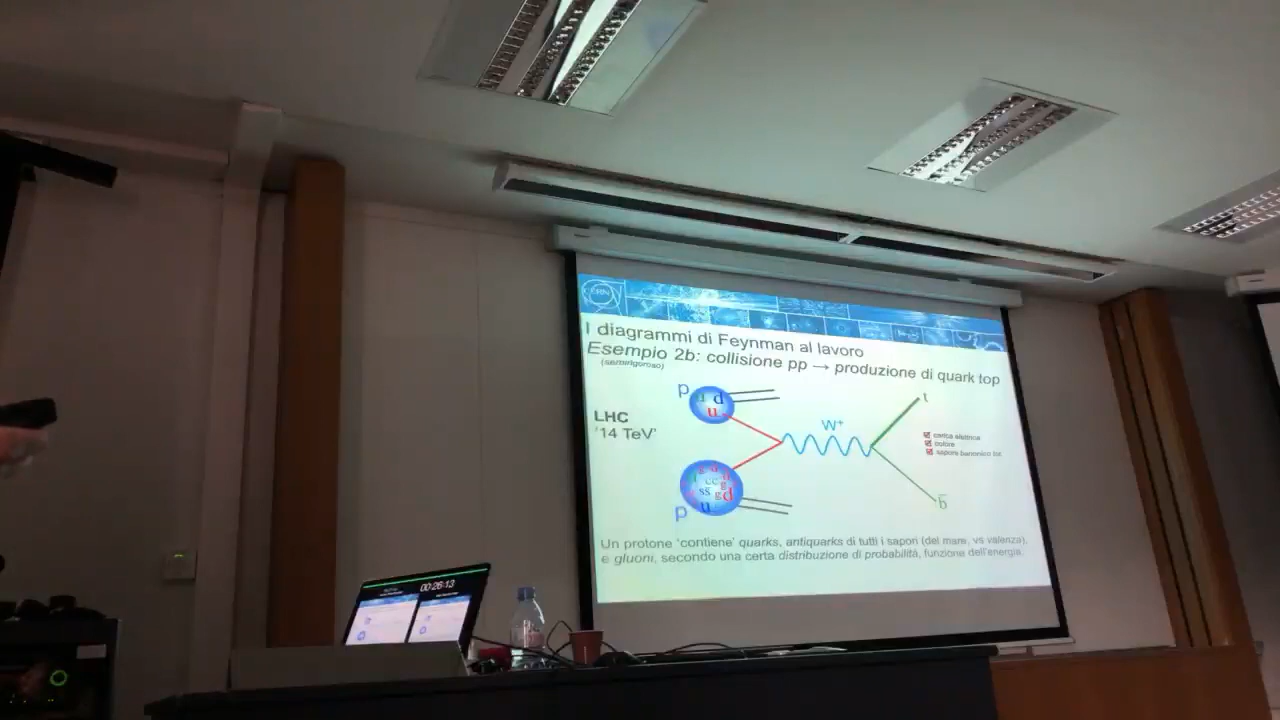 CERN
I diagrammi di Feynman al lavoro
Esempio 2b: collisione pp → produzione di quark top
(semirigoroso)
p
u d
u
LHC
'14 TeV'
W⁺
t
carica elettrica
colore
sapore barionico tot.
cc
ss g d
u
p
b̄
Un protone 'contiene' quarks, antiquarks di tutti i sapori (del mare, vs valenza),
e gluoni, secondo una certa distribuzione di probabilità, funzione dell'energia.
00:26:13